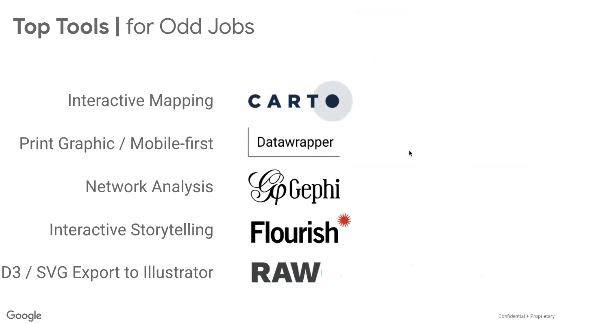 Top Tools | for Odd Jobs
Interactive Mapping CARTO
Print Graphic / Mobile-first Datawrapper
Network Analysis Gephi
Interactive Storytelling Flourish
D3 / SVG Export to Illustrator RAW
Google Confidential + Proprietary